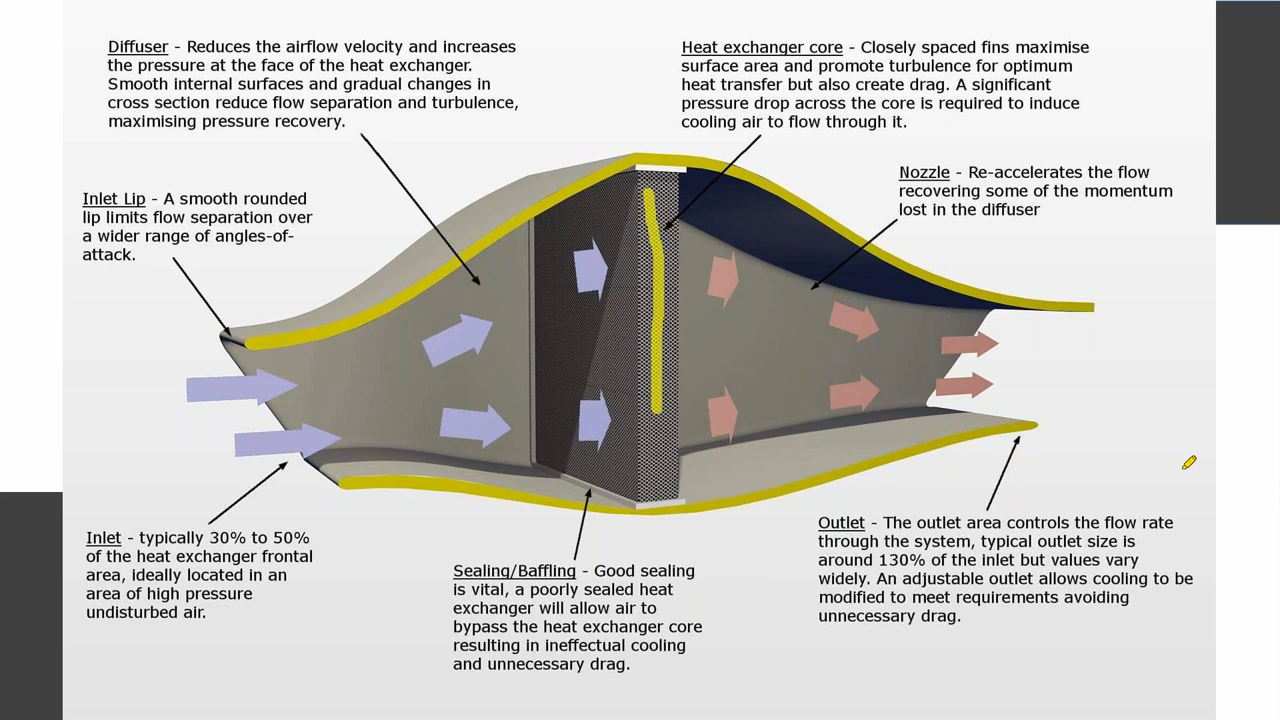 Diffuser - Reduces the airflow velocity and increases
the pressure at the face of the heat exchanger.
Smooth internal surfaces and gradual changes in
cross section reduce flow separation and turbulence,
maximising pressure recovery.
Heat exchanger core - Closely spaced fins maximise
surface area and promote turbulence for optimum
heat transfer but also create drag. A significant
pressure drop across the core is required to induce
cooling air to flow through it.
Inlet Lip - A smooth rounded
lip limits flow separation over
a wider range of angles-of-
attack.
Nozzle - Re-accelerates the flow
recovering some of the momentum
lost in the diffuser
Inlet - typically 30% to 50%
of the heat exchanger frontal
area, ideally located in an
area of high pressure
undisturbed air.
Sealing/Baffling - Good sealing
is vital, a poorly sealed heat
exchanger will allow air to
bypass the heat exchanger core
resulting in ineffectual cooling
and unnecessary drag.
Outlet - The outlet area controls the flow rate
through the system, typical outlet size is
around 130% of the inlet but values vary
widely. An adjustable outlet allows cooling to be
modified to meet requirements avoiding
unnecessary drag.